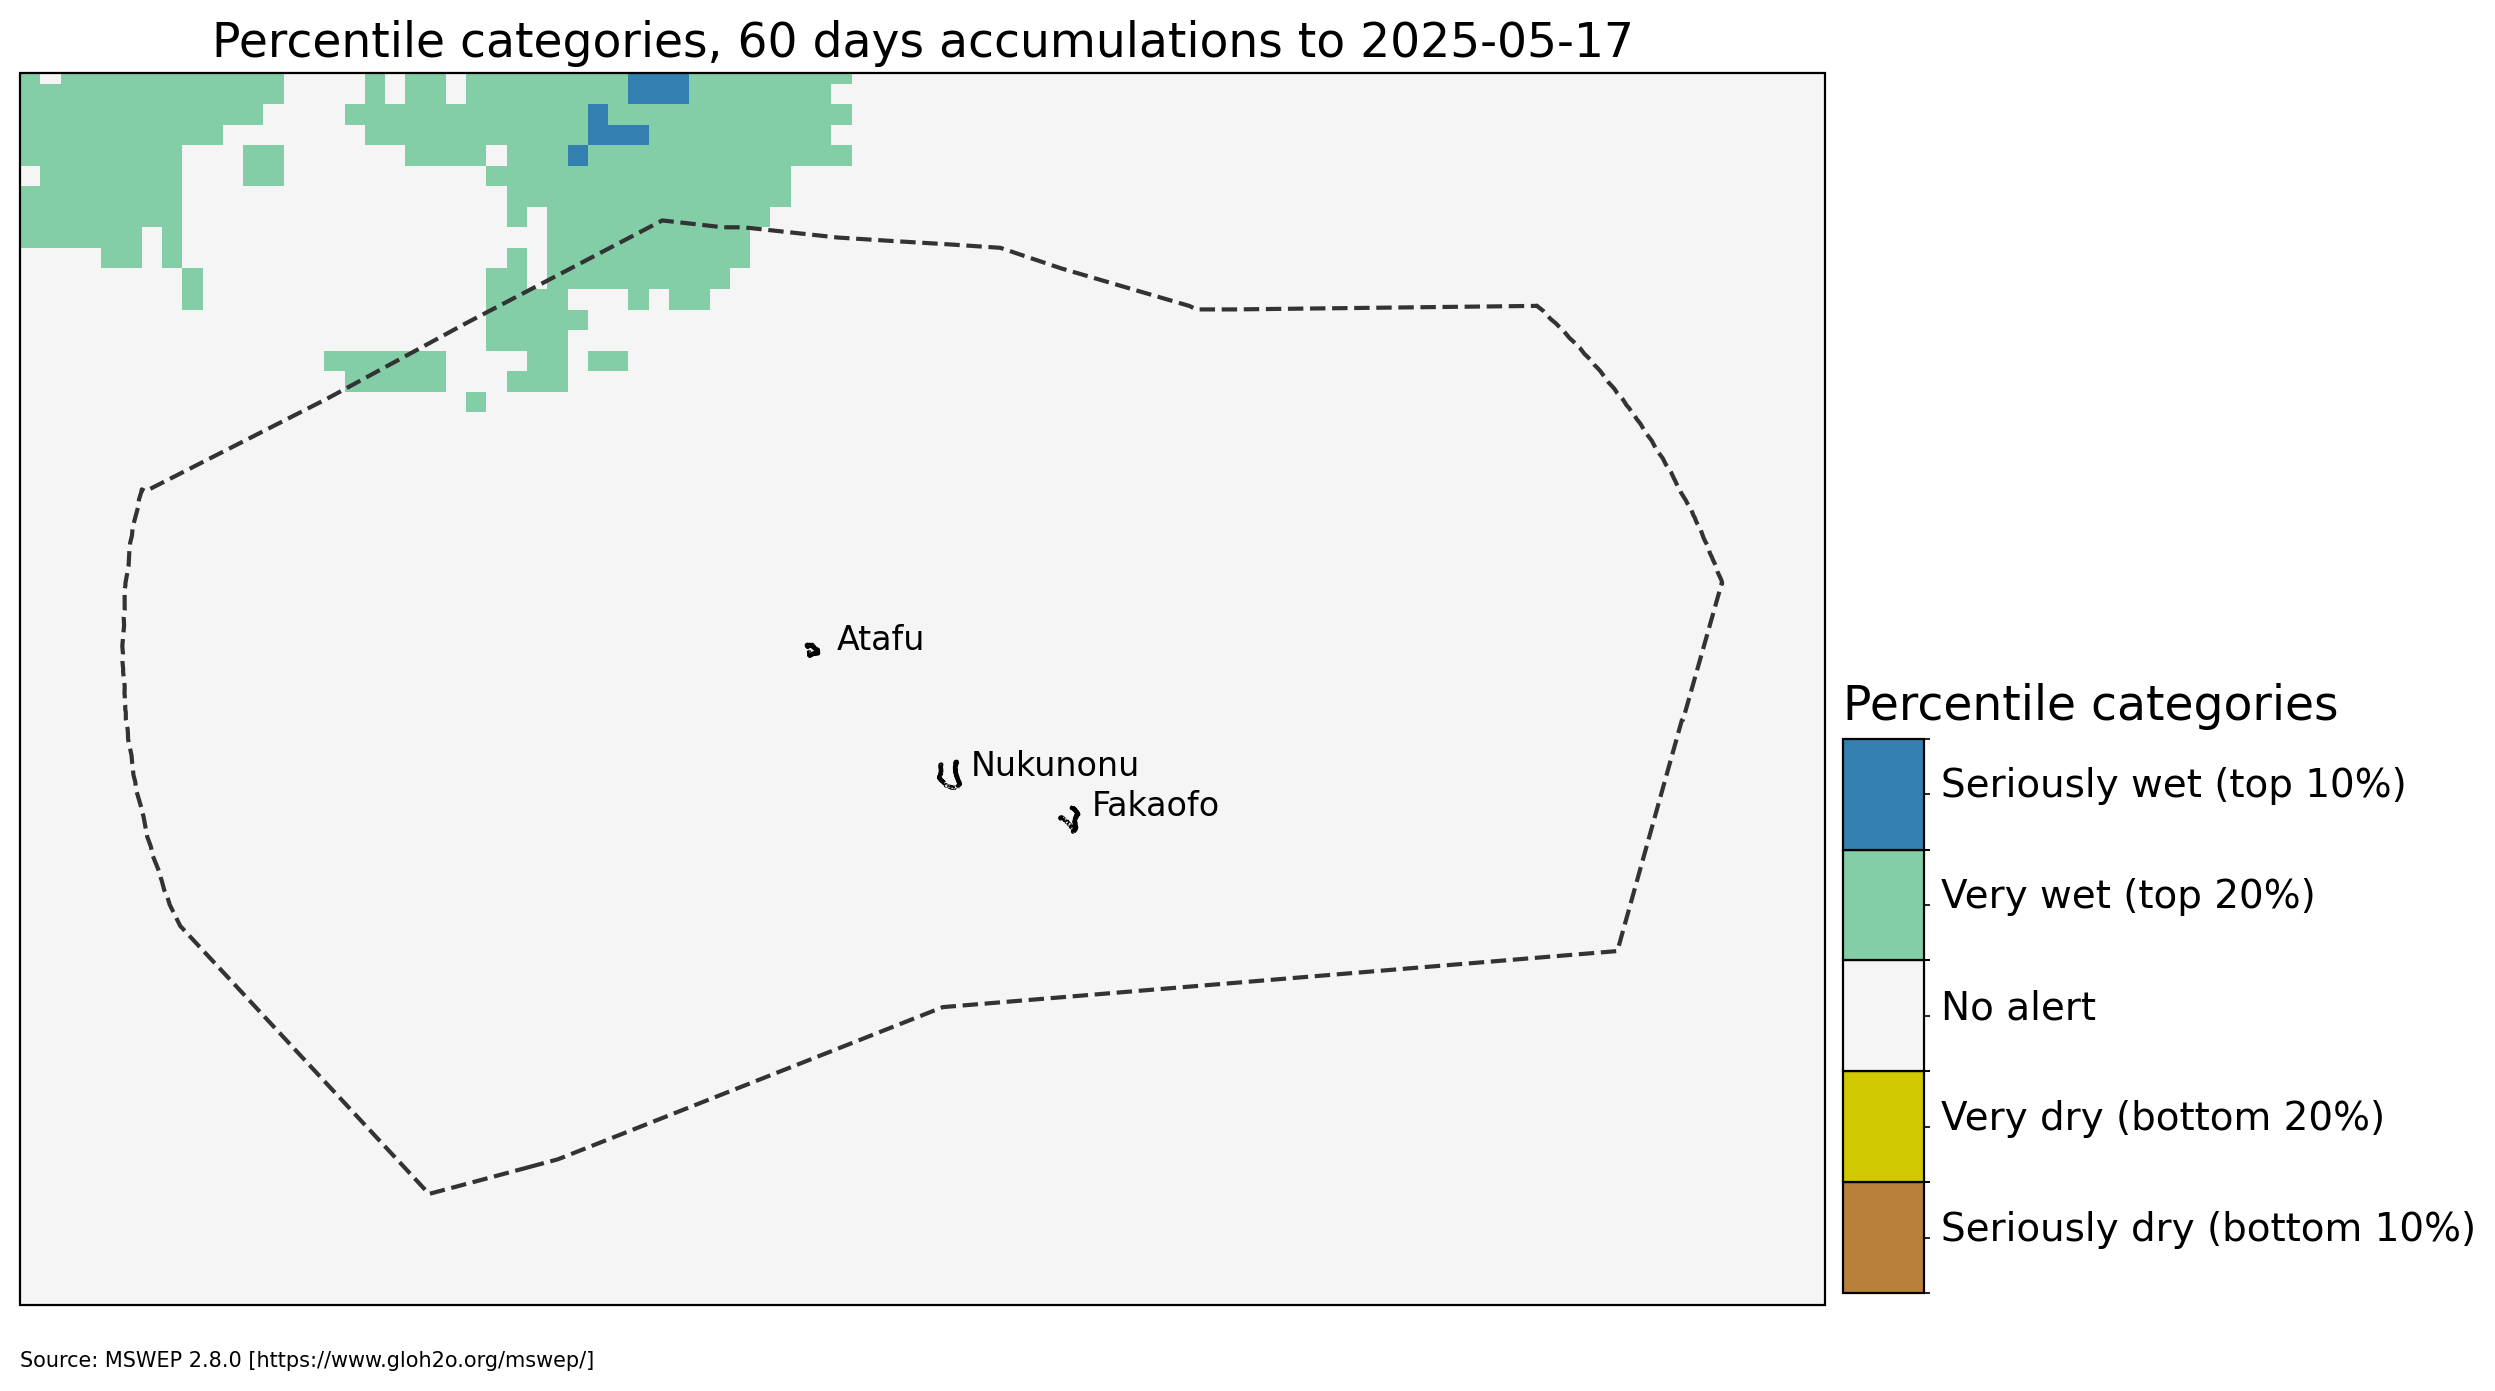 Percentile categories, 60 days accumulations to 2025-05-17
Atafu
Nukunonu
Fakaofo
Percentile categories
Seriously wet (top 10%)
Very wet (top 20%)
No alert
Very dry (bottom 20%)
Seriously dry (bottom 10%)
Source: MSWEP 2.8.0 [https://www.gloh2o.org/mswep/]